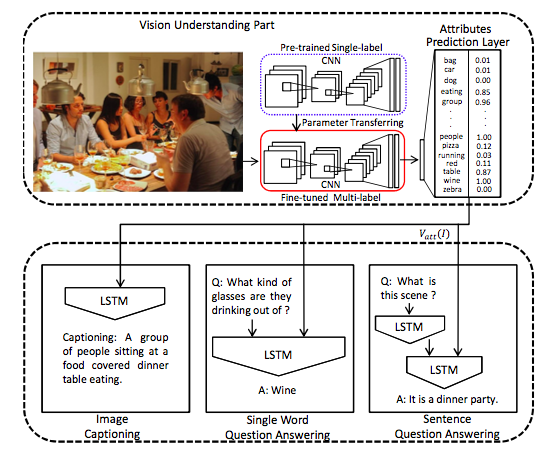 Vision Understanding Part
Attributes
Prediction Layer
Pre-trained Single-label
CNN
Parameter Transferring
CNN
Fine-tuned Multi-label
bag 0.01
car 0.01
dog 0.00
eating 0.85
group 0.96
. .
. .
. .
people 1.00
pizza 0.12
running 0.03
red 0.11
table 0.87
wine 1.00
zebra 0.00
V_att(I)
LSTM
Captioning: A group
of people sitting at a
food covered dinner
table eating.
Image
Captioning
Q: What kind of
glasses are they
drinking out of ?
LSTM
A: Wine
Single Word
Question Answering
Q: What is
this scene ?
LSTM
LSTM
A: It is a dinner party.
Sentence
Question Answering